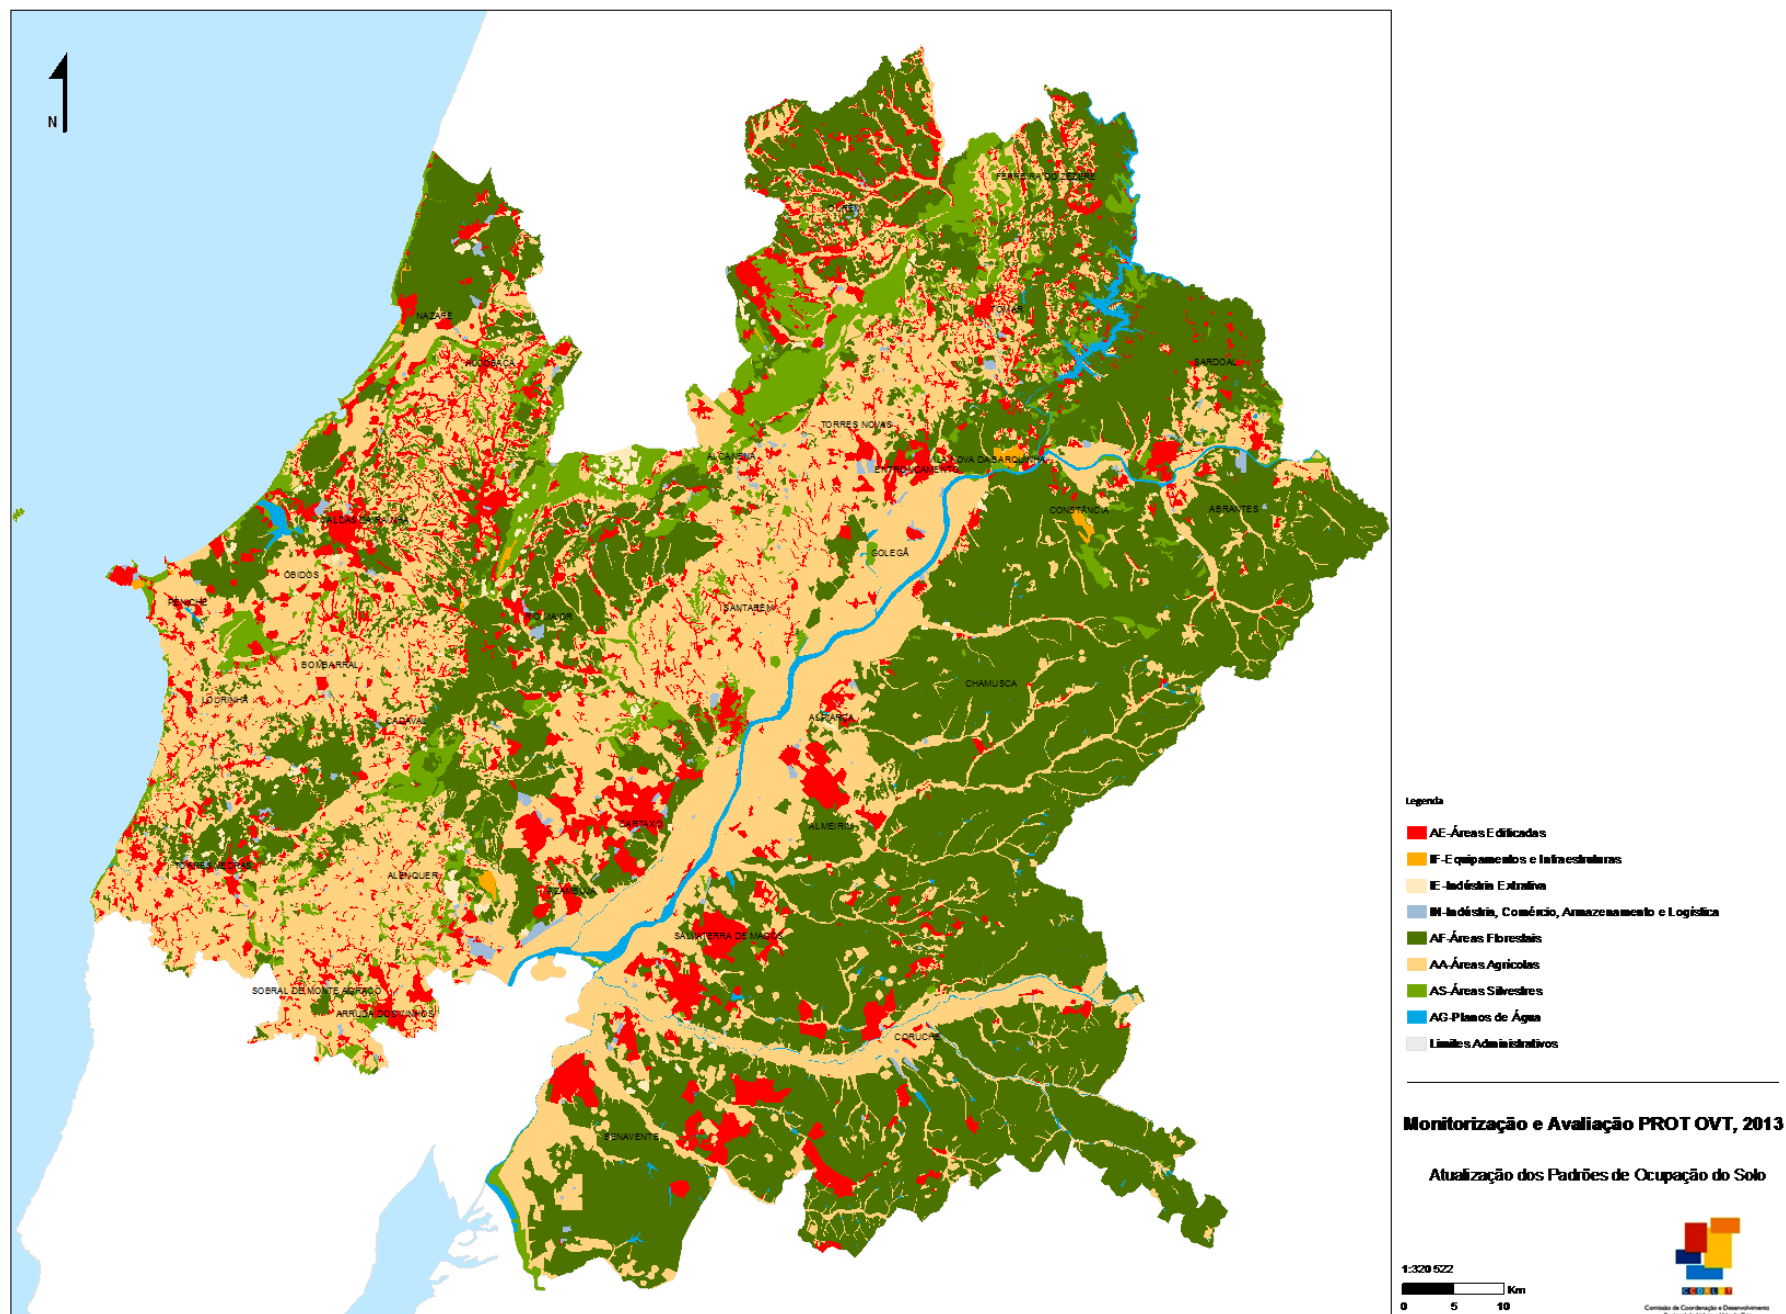 N
FERREIRA DO ZÊZERE
OURÉM
NAZARÉ
TOMAR
ALCOBAÇA
SARDOAL
TORRES NOVAS
ALCANENA
VILA NOVA DA BARQUINHA
ENTRONCAMENTO
CONSTÂNCIA
ABRANTES
CALDAS DA RAINHA
GOLEGÃ
ÓBIDOS
PENICHE
SANTARÉM
RIO MAIOR
BOMBARRAL
CHAMUSCA
LOURINHÃ
CADAVAL
ALPIARÇA
CARTAXO
ALMEIRIM
TORRES VEDRAS
ALENQUER
AZAMBUJA
SALVATERRA DE MAGOS
SOBRAL DE MONTE AGRAÇO
ARRUDA DOS VINHOS
CORUCHE
BENAVENTE
Legenda
AE-Áreas Edificadas
IF-Equipamentos e Infraestruturas
IE-Indústria Extrativa
IN-Indústria, Comércio, Armazenamento e Logística
AF-Áreas Florestais
AA-Áreas Agrícolas
AS-Áreas Silvestres
AG-Planos de Água
Limites Administrativos
Monitorização e Avaliação PROT OVT, 2013
Atualização dos Padrões de Ocupação do Solo
1:320 522
Km
0 5 10
CCDRLVT
Comissão de Coordenação e Desenvolvimento